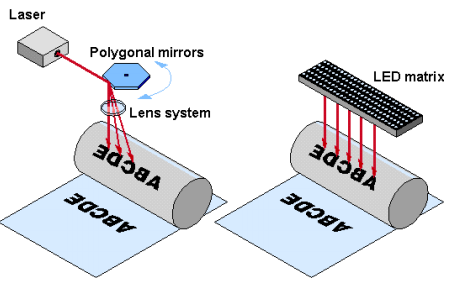 Laser
Polygonal mirrors
Lens system
ABCDE
ABCDE
LED matrix
ABCDE
ABCDE